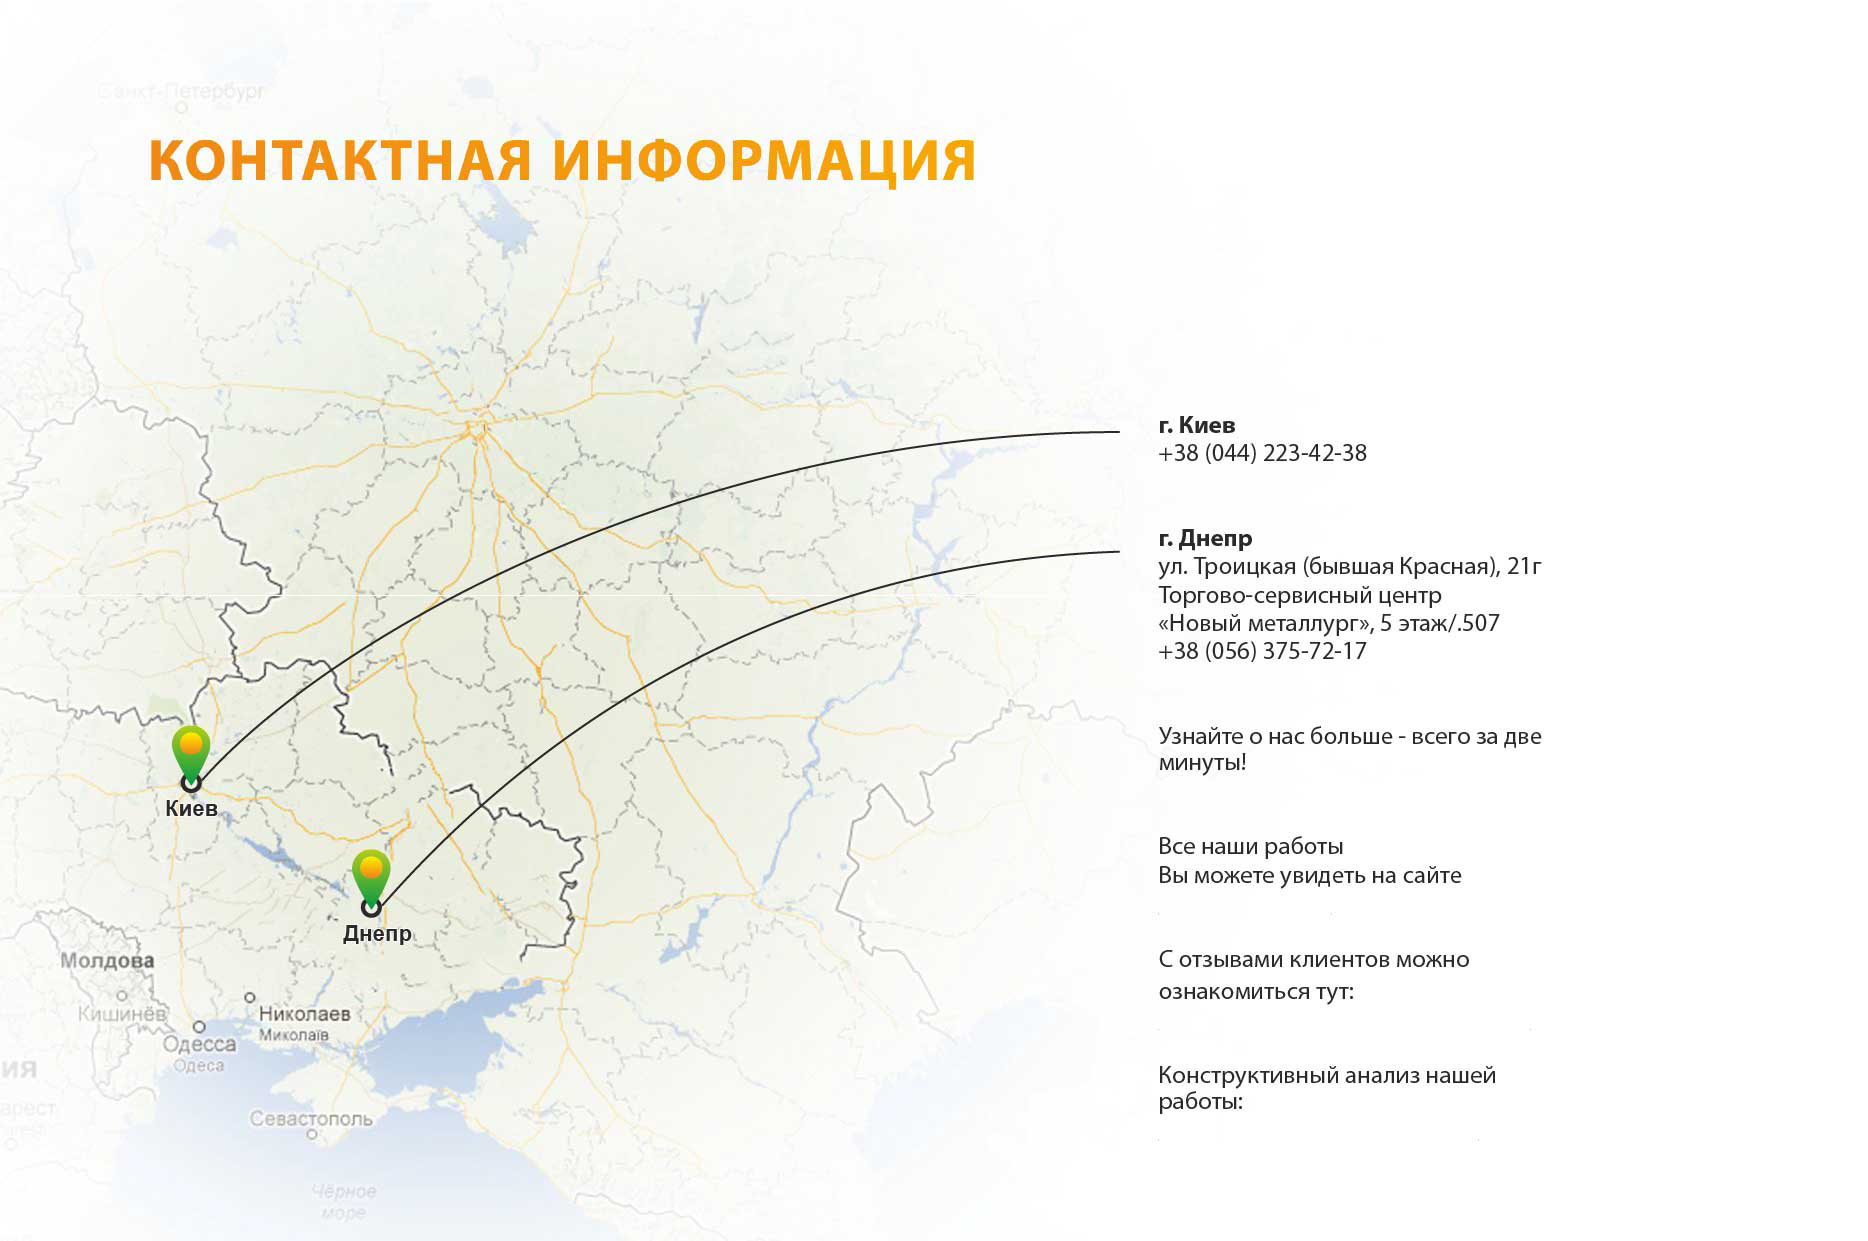 Санкт-Петербург
КОНТАКТНАЯ ИНФОРМАЦИЯ
г. Киев
+38 (044) 223-42-38
г. Днепр
ул. Троицкая (бывшая Красная), 21г
Торгово-сервисный центр
«Новый металлург», 5 этаж/.507
+38 (056) 375-72-17
Узнайте о нас больше - всего за две
минуты!
Все наши работы
Вы можете увидеть на сайте
С отзывами клиентов можно
ознакомиться тут:
Конструктивный анализ нашей
работы:
Киев
Днепр
Молдова
Кишинёв
Николаев
Миколаїв
Одесса
Одеса
ИЯ
арест
Севастополь
Чёрное
море